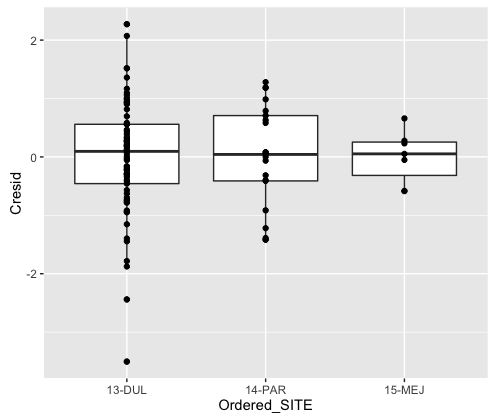 Cresid
2
0
-2
13-DUL 14-PAR 15-MEJ
Ordered_SITE